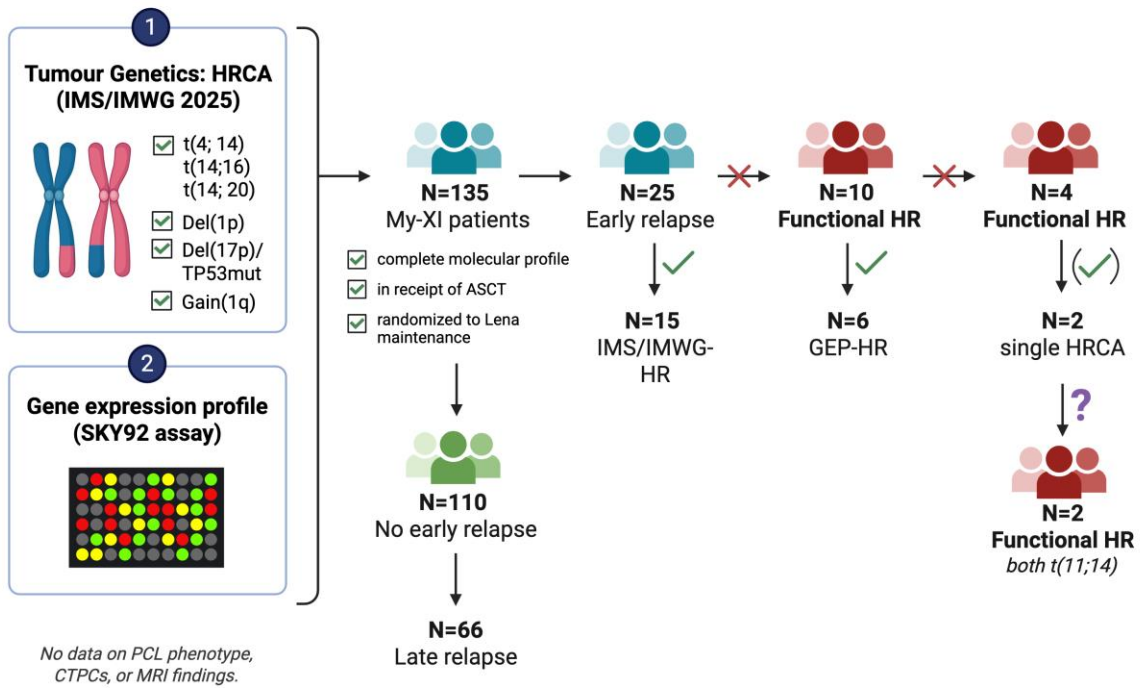 1
Tumour Genetics: HRCA
(IMS/IMWG 2025)
t(4; 14)
t(14;16)
t(14; 20)
Del(1p)
Del(17p)/
TP53mut
Gain(1q)
2
Gene expression profile
(SKY92 assay)
No data on PCL phenotype,
CTPCs, or MRI findings.
N=135
My-XI patients
complete molecular profile
in receipt of ASCT
randomized to Lena
maintenance
N=110
No early relapse
N=66
Late relapse
N=25
Early relapse
N=15
IMS/IMWG-
HR
N=10
Functional HR
N=6
GEP-HR
N=4
Functional HR
( )
N=2
single HRCA
?
N=2
Functional HR
both t(11;14)